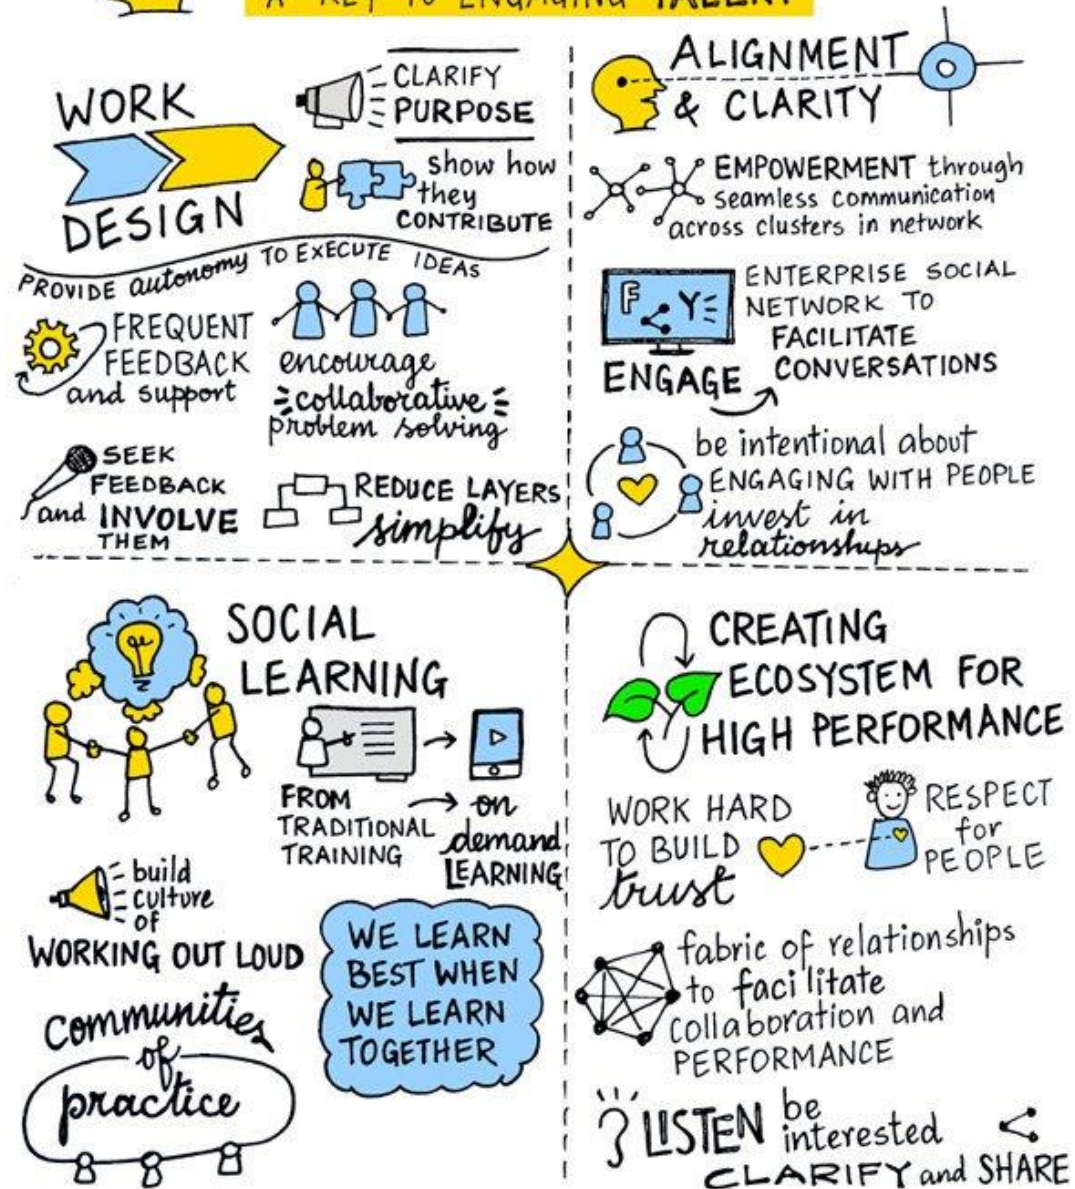 A KEY TO ENGAGING TALENT
WORK
DESIGN
CLARIFY
PURPOSE
show how
they
CONTRIBUTE
PROVIDE autonomy TO EXECUTE IDEAS
FREQUENT
FEEDBACK
and support
encourage
collaborative
problem solving
SEEK
FEEDBACK
and INVOLVE
THEM
REDUCE LAYERS
simplify
ALIGNMENT
& CLARITY
EMPOWERMENT through
seamless communication
across clusters in network
F Y
ENTERPRISE SOCIAL
NETWORK TO
FACILITATE
CONVERSATIONS
ENGAGE
be intentional about
ENGAGING WITH PEOPLE
invest in
relationships
SOCIAL
LEARNING
FROM
TRADITIONAL
TRAINING
on
demand
LEARNING
build
culture
of
WORKING OUT LOUD
communities
of
practice
WE LEARN
BEST WHEN
WE LEARN
TOGETHER
CREATING
ECOSYSTEM FOR
HIGH PERFORMANCE
WORK HARD
TO BUILD
trust
RESPECT
for
PEOPLE
fabric of relationships
to facilitate
collaboration and
PERFORMANCE
LISTEN be
interested
CLARIFY and SHARE